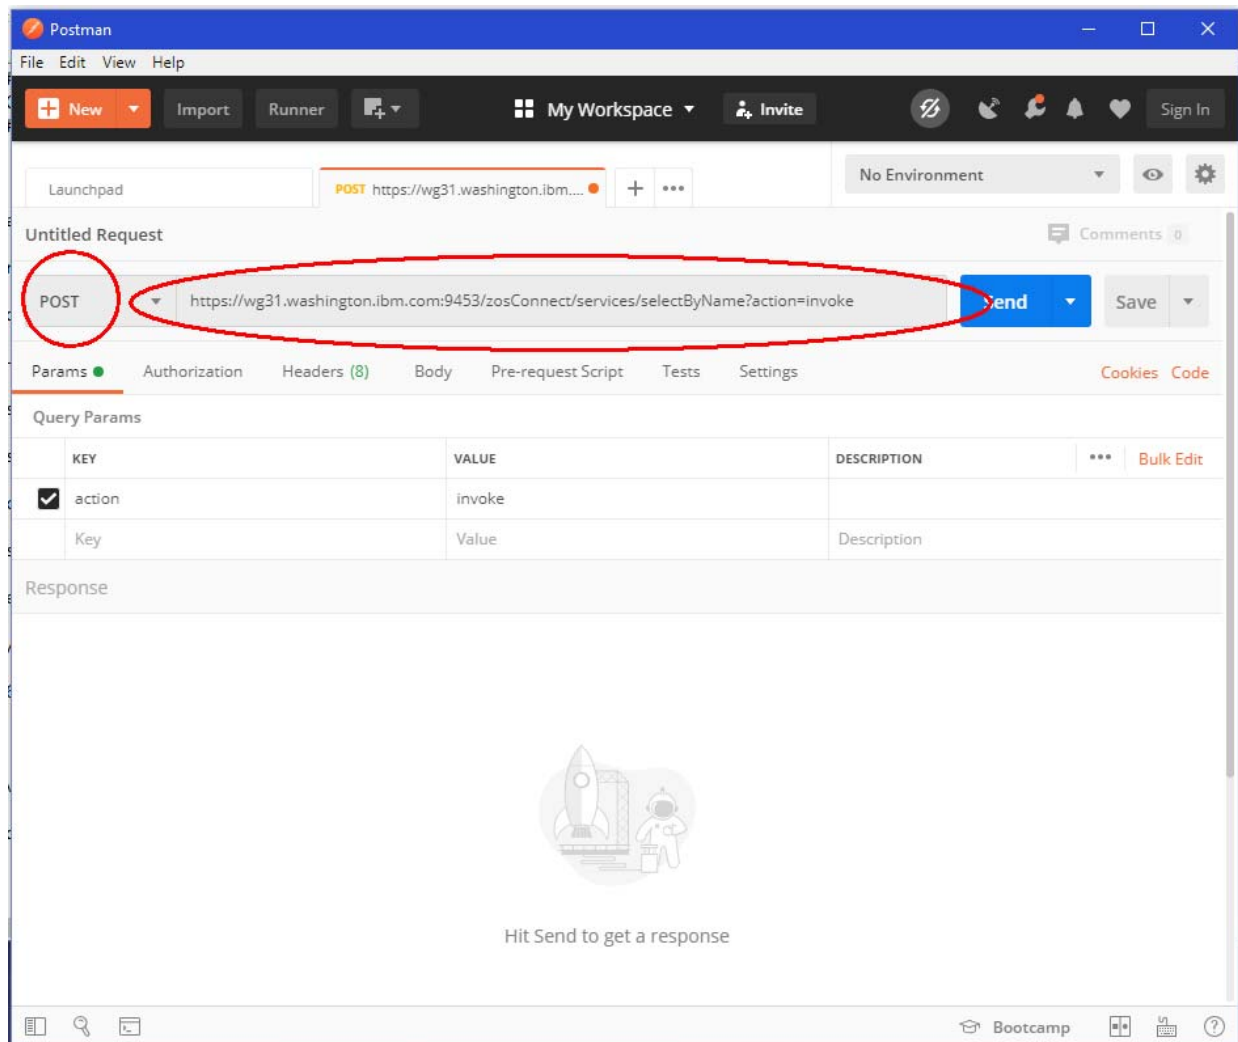 Postman
File Edit View Help
New Import Runner My Workspace Invite Sign In
Launchpad POST https://wg31.washington.ibm.... No Environment
Untitled Request Comments 0
POST https://wg31.washington.ibm.com:9453/zosConnect/services/selectByName?action=invoke Send Save
Params Authorization Headers (8) Body Pre-request Script Tests Settings Cookies Code
Query Params
KEY VALUE DESCRIPTION Bulk Edit
action invoke
Key Value Description
Response
Hit Send to get a response
Bootcamp